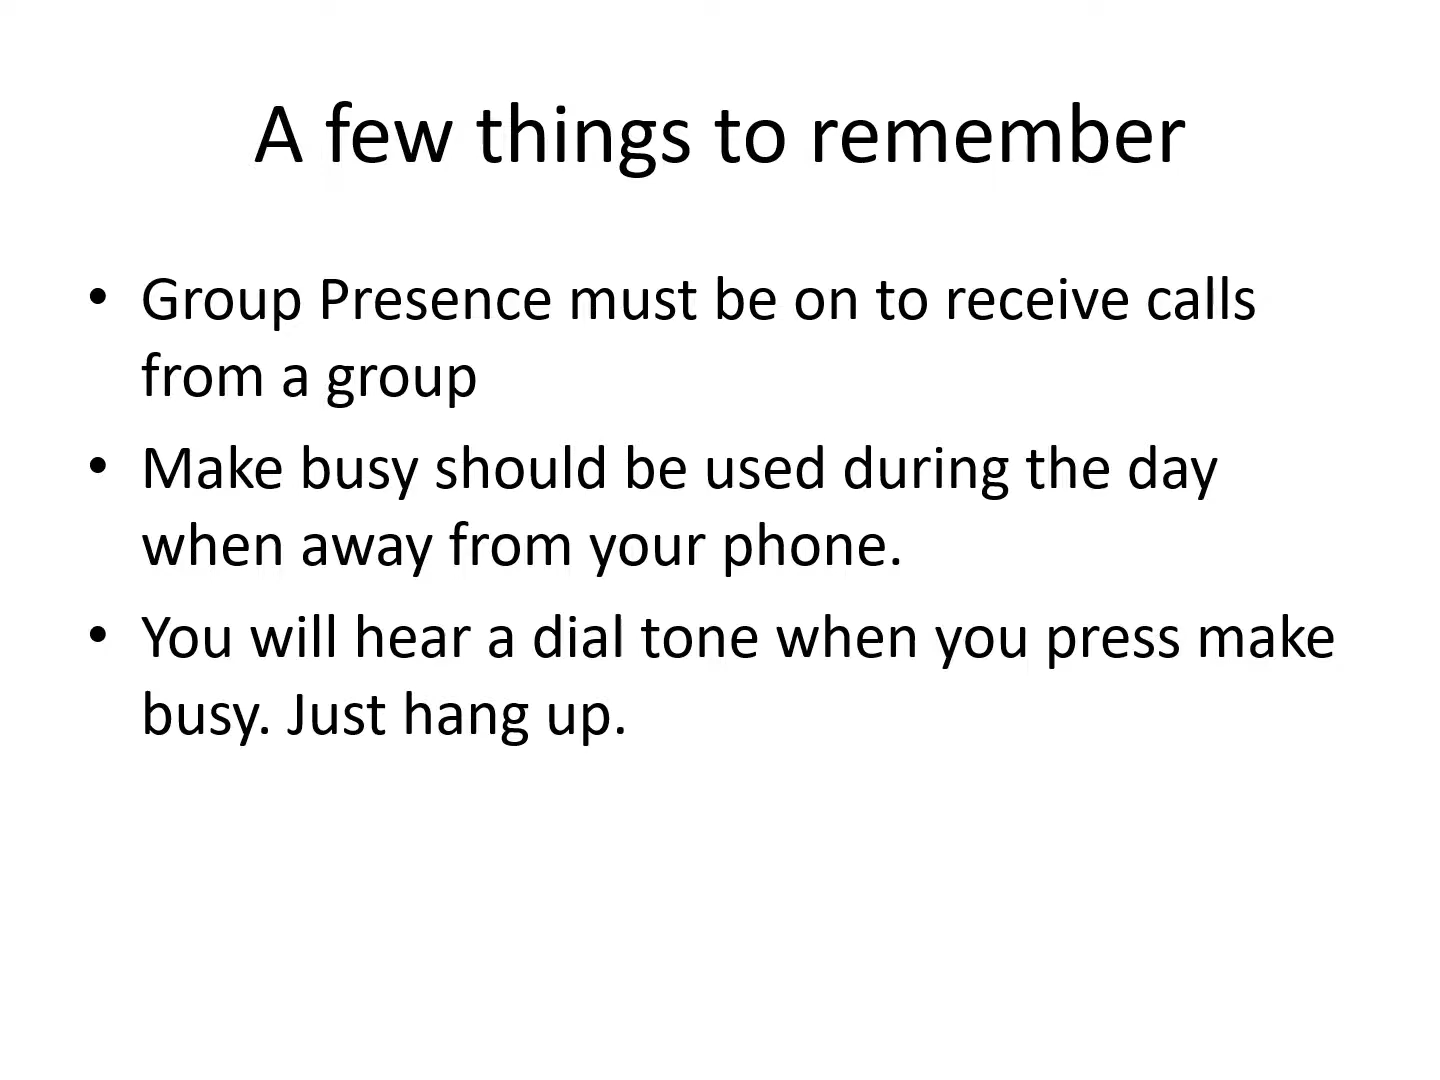 A few things to remember
• Group Presence must be on to receive calls
from a group
• Make busy should be used during the day
when away from your phone.
• You will hear a dial tone when you press make
busy. Just hang up.